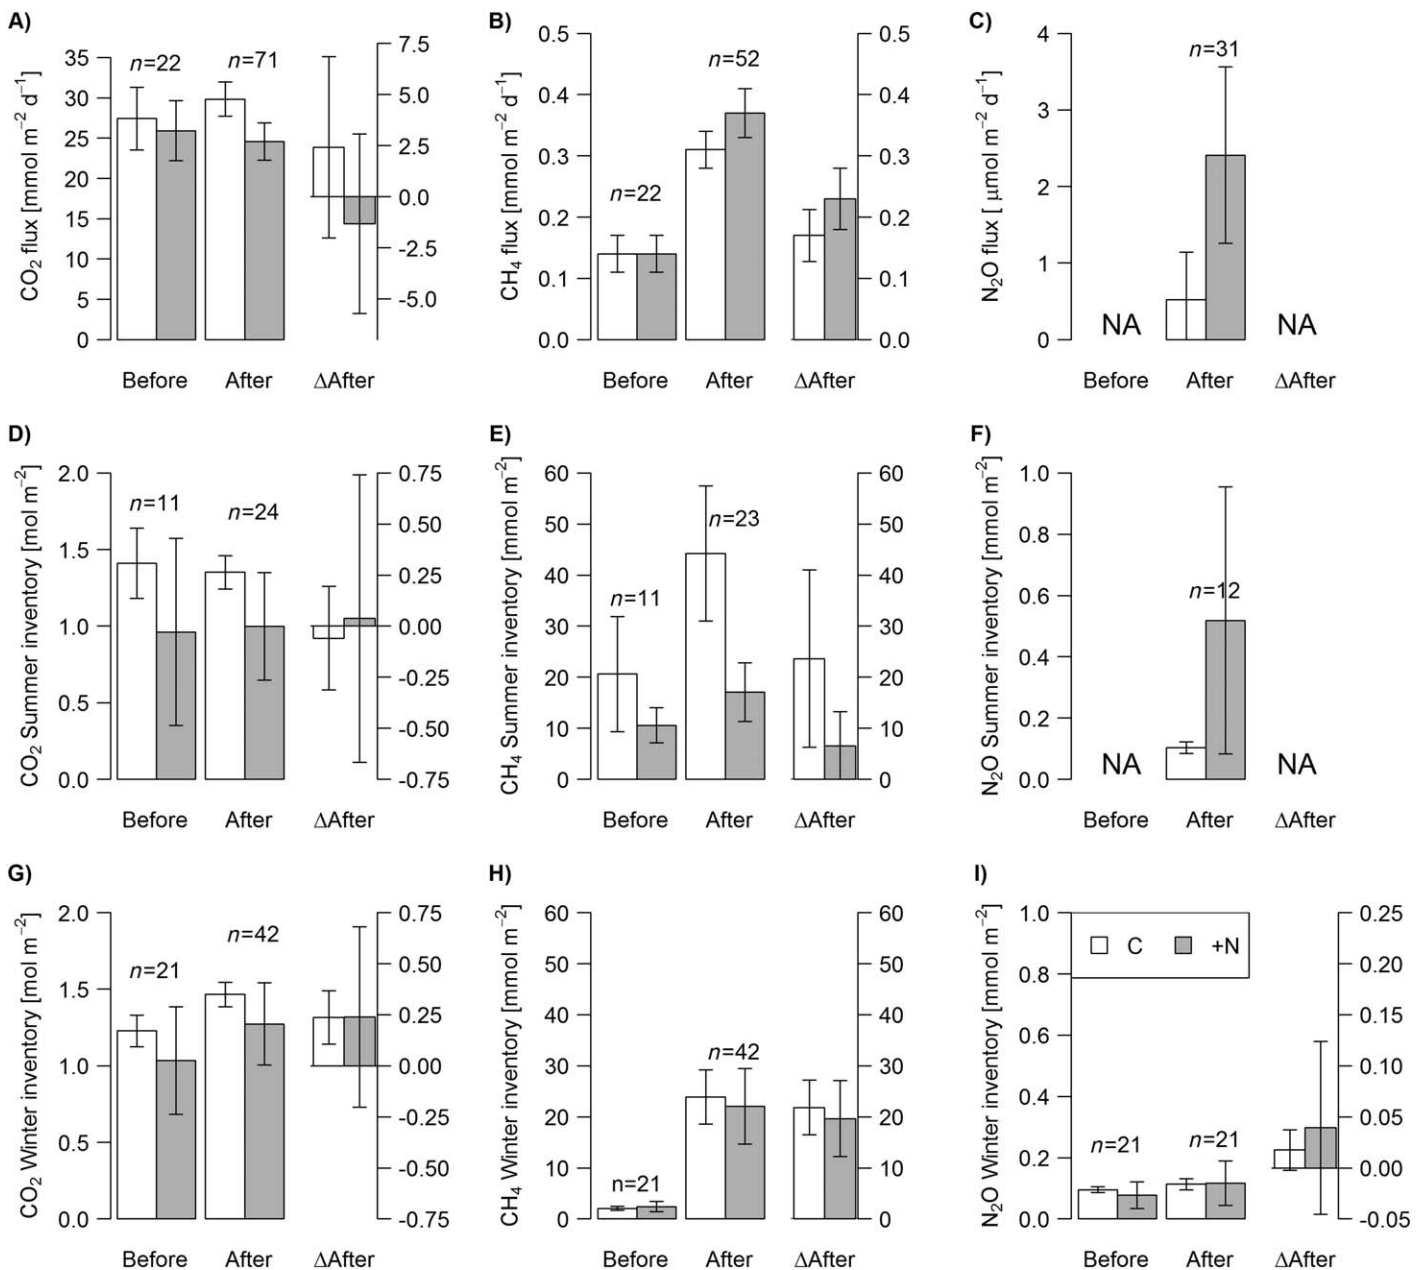 A)
CO₂ flux [mmol m⁻² d⁻¹]
35
30
25
20
15
10
5
0
n=22
n=71
7.5
5.0
2.5
0.0
-2.5
-5.0
Before After ΔAfter
B)
CH₄ flux [mmol m⁻² d⁻¹]
0.5
0.4
0.3
0.2
0.1
0.0
n=22
n=52
0.5
0.4
0.3
0.2
0.1
0.0
Before After ΔAfter
C)
N₂O flux [ μmol m⁻² d⁻¹]
4
3
2
1
0
NA
n=31
NA
Before After ΔAfter
D)
CO₂ Summer inventory [mol m⁻²]
2.0
1.5
1.0
0.5
0.0
n=11
n=24
0.75
0.50
0.25
0.00
-0.25
-0.50
-0.75
Before After ΔAfter
E)
CH₄ Summer inventory [mmol m⁻²]
60
50
40
30
20
10
0
n=11
n=23
60
50
40
30
20
10
0
Before After ΔAfter
F)
N₂O Summer inventory [mmol m⁻²]
1.0
0.8
0.6
0.4
0.2
0.0
NA
n=12
NA
Before After ΔAfter
G)
CO₂ Winter inventory [mol m⁻²]
2.0
1.5
1.0
0.5
0.0
n=21
n=42
0.75
0.50
0.25
0.00
-0.25
-0.50
-0.75
Before After ΔAfter
H)
CH₄ Winter inventory [mmol m⁻²]
60
50
40
30
20
10
0
n=21
n=42
60
50
40
30
20
10
0
Before After ΔAfter
I)
N₂O Winter inventory [mmol m⁻²]
1.0
0.8
0.6
0.4
0.2
0.0
C +N
n=21
n=21
0.25
0.20
0.15
0.10
0.05
0.00
-0.05
Before After ΔAfter